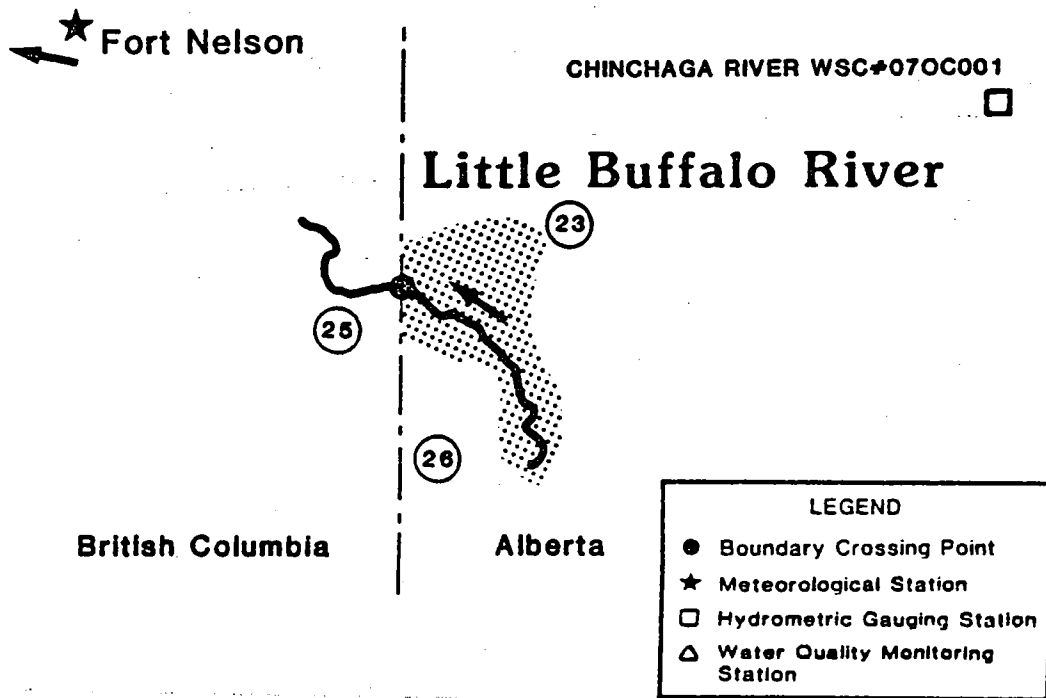 Fort Nelson
CHINCHAGA RIVER WSC#07OC001
Little Buffalo River
23
25
26
British Columbia
Alberta
LEGEND
Boundary Crossing Point
Meteorological Station
Hydrometric Gauging Station
Water Quality Monitoring
Station